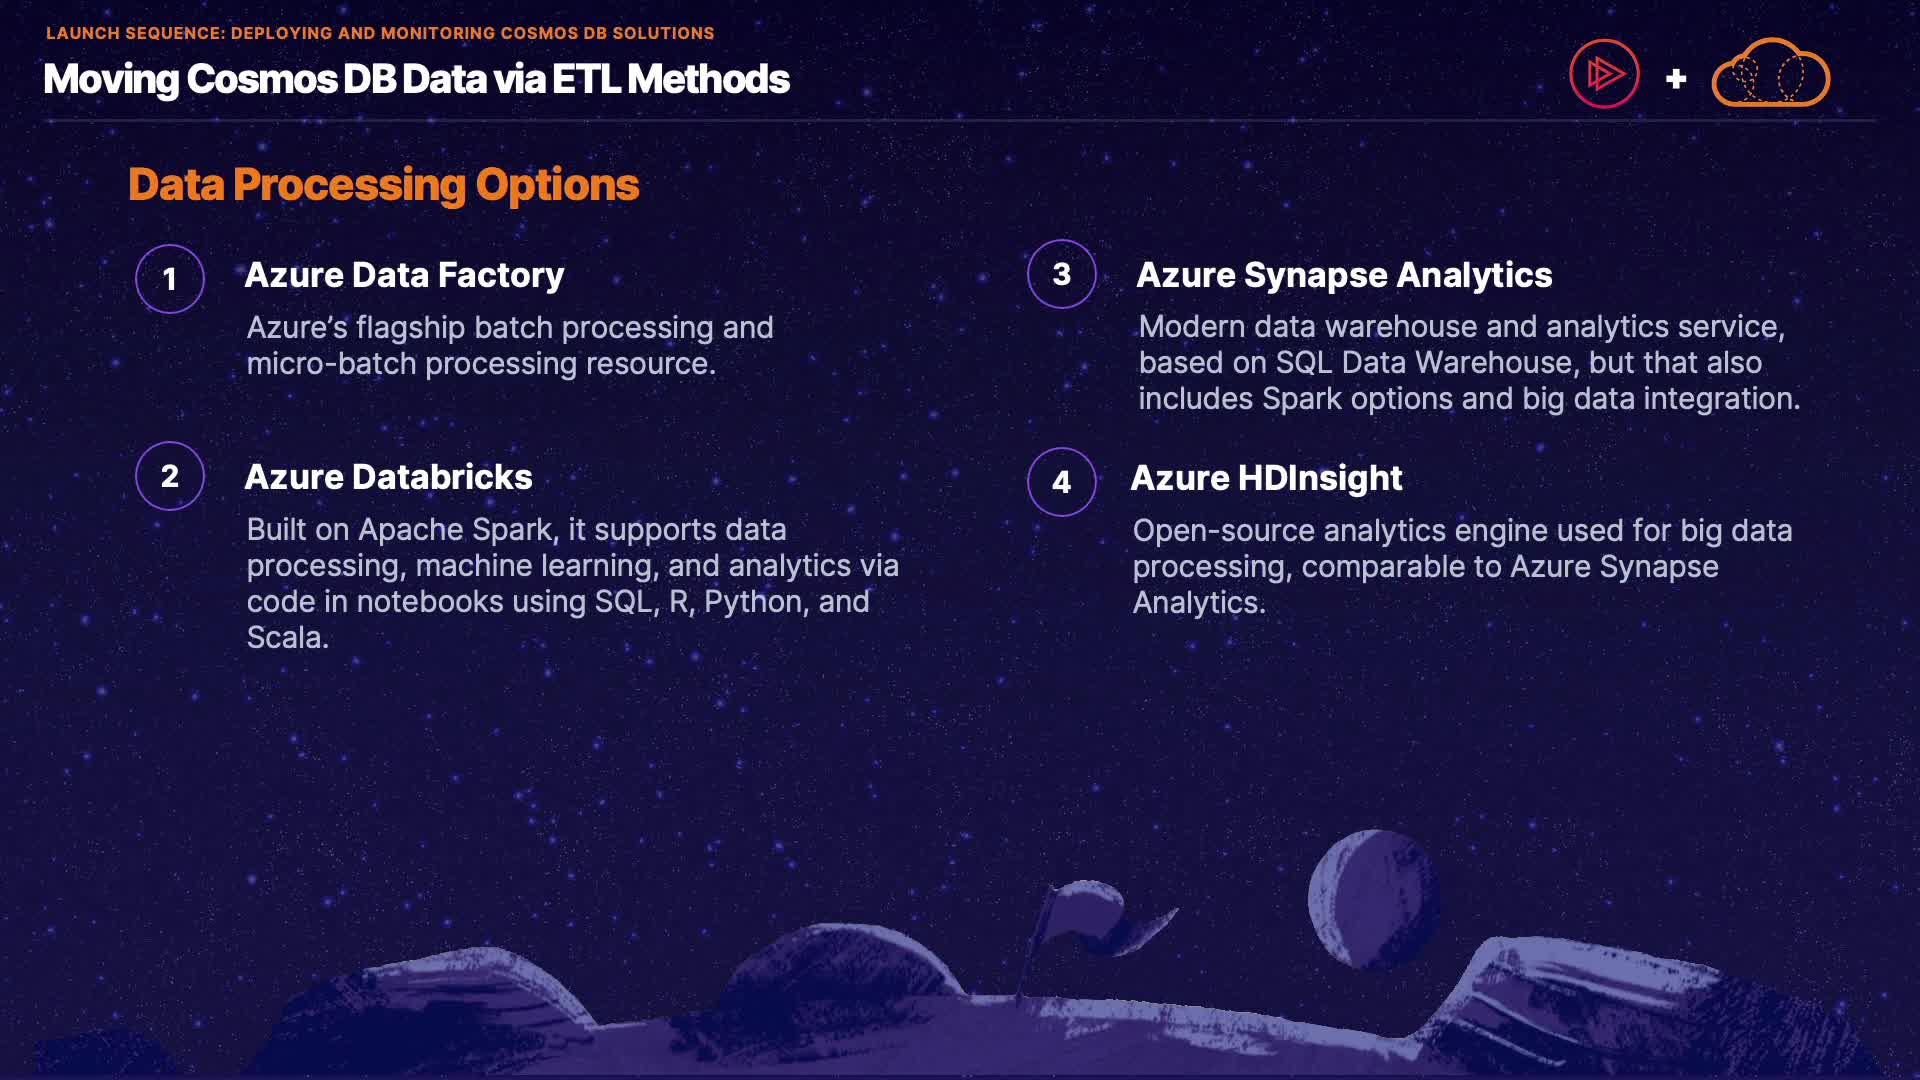 LAUNCH SEQUENCE: DEPLOYING AND MONITORING COSMOS DB SOLUTIONS
Moving Cosmos DB Data via ETL Methods
+
Data Processing Options
1
Azure Data Factory
Azure’s flagship batch processing and
micro-batch processing resource.
2
Azure Databricks
Built on Apache Spark, it supports data
processing, machine learning, and analytics via
code in notebooks using SQL, R, Python, and
Scala.
3
Azure Synapse Analytics
Modern data warehouse and analytics service,
based on SQL Data Warehouse, but that also
includes Spark options and big data integration.
4
Azure HDInsight
Open-source analytics engine used for big data
processing, comparable to Azure Synapse
Analytics.